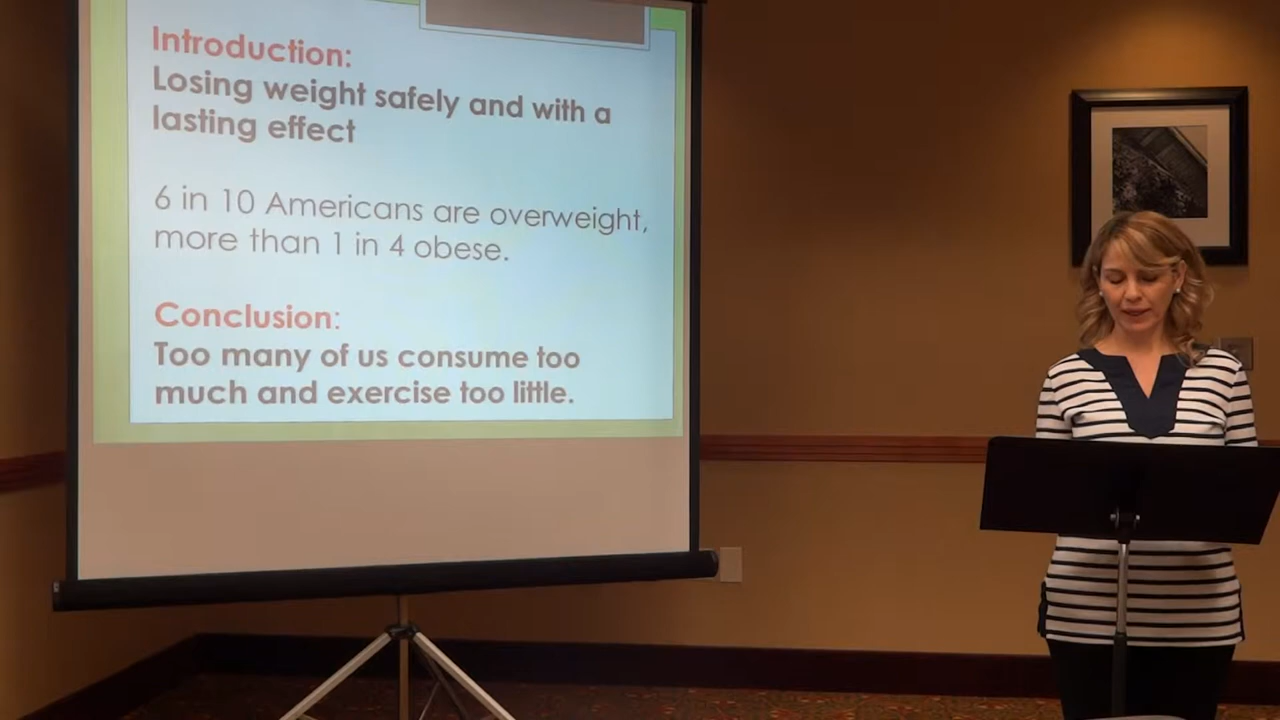 Introduction:
Losing weight safely and with a
lasting effect
6 in 10 Americans are overweight,
more than 1 in 4 obese.
Conclusion:
Too many of us consume too
much and exercise too little.